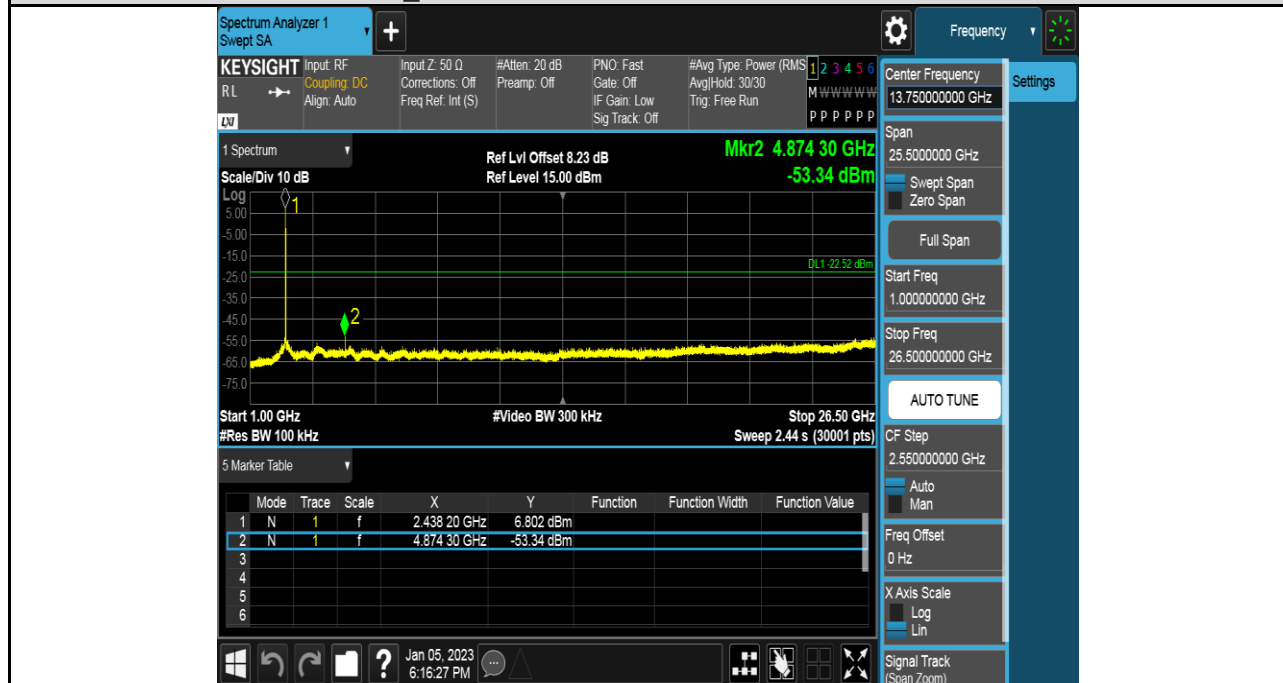 Spectrum Analyzer 1
Swept SA
+
Frequency
KEYSIGHT
RL
LXI
Input: RF
Coupling: DC
Align: Auto
Input Z: 50 Ω
Corrections: Off
Freq Ref: Int (S)
#Atten: 20 dB
Preamp: Off
PNO: Fast
Gate: Off
IF Gain: Low
Sig Track: Off
#Avg Type: Power (RMS
Avg|Hold: 30/30
Trig: Free Run
1 2 3 4 5 6
M W W W W W
P P P P P P
1 Spectrum
Scale/Div 10 dB
Ref Lvl Offset 8.23 dB
Ref Level 15.00 dBm
Mkr2 4.874 30 GHz
-53.34 dBm
Log
5.00
-5.00
-15.0
-25.0
-35.0
-45.0
-55.0
-65.0
-75.0
1
2
DL1 -22.52 dBm
Start 1.00 GHz
#Video BW 300 kHz
Stop 26.50 GHz
#Res BW 100 kHz
Sweep 2.44 s (30001 pts)
5 Marker Table
Mode Trace Scale X Y Function Function Width Function Value
1 N 1 f 2.438 20 GHz 6.802 dBm
2 N 1 f 4.874 30 GHz -53.34 dBm
3
4
5
6
?
Jan 05, 2023
6:16:27 PM
Center Frequency
13.750000000 GHz
Settings
Span
25.5000000 GHz
Swept Span
Zero Span
Full Span
Start Freq
1.000000000 GHz
Stop Freq
26.500000000 GHz
AUTO TUNE
CF Step
2.550000000 GHz
Auto
Man
Freq Offset
0 Hz
X Axis Scale
Log
Lin
Signal Track
(Span Zoom)